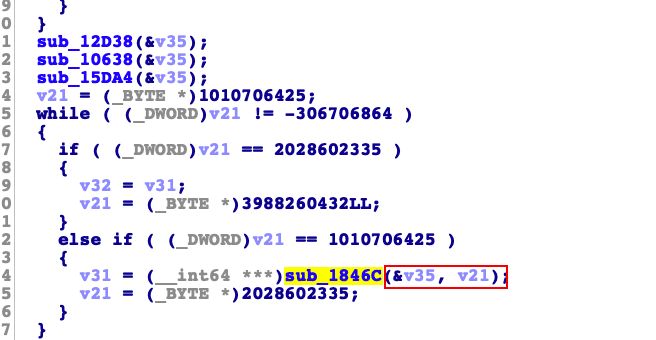 9 }
0 }
1 sub_12D38(&v35);
2 sub_10638(&v35);
3 sub_15DA4(&v35);
4 v21 = (_BYTE *)1010706425;
5 while ( (_DWORD)v21 != -306706864 )
6 {
7 if ( (_DWORD)v21 == 2028602335 )
8 {
9 v32 = v31;
0 v21 = (_BYTE *)3988260432LL;
1 }
2 else if ( (_DWORD)v21 == 1010706425 )
3 {
4 v31 = (__int64 ***)sub_1846C(&v35, v21);
5 v21 = (_BYTE *)2028602335;
6 }
7 }